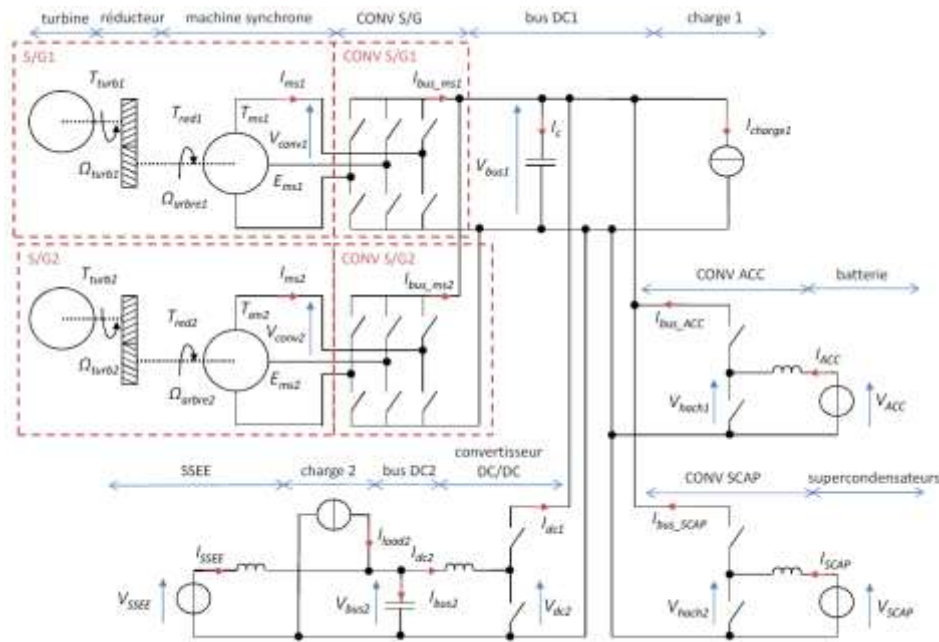 turbine réducteur machine synchrone CONV S/G bus DC1 charge 1
S/G1 CONV S/G1
T_turb1 I_ms1 I_bus_ms1
T_red1 T_ms1 I_c I_charge1
V_conv1 V_bus1
Ω_turb1 E_ms1
Ω_arbre1
S/G2 CONV S/G2
T_turb2 I_ms2 I_bus_ms2 CONV ACC batterie
T_red2 T_em2 I_bus_ACC
V_conv2 I_ACC
Ω_turb2 E_ms2
Ω_arbre2 V_hach1 V_ACC
SSEE charge 2 bus DC2 convertisseur
DC/DC CONV SCAP supercondensateurs
I_dc1 I_bus_SCAP
I_load2
I_SSEE I_dc2 I_SCAP
V_SSEE V_bus2 I_bus2 V_dc2 V_hach2 V_SCAP